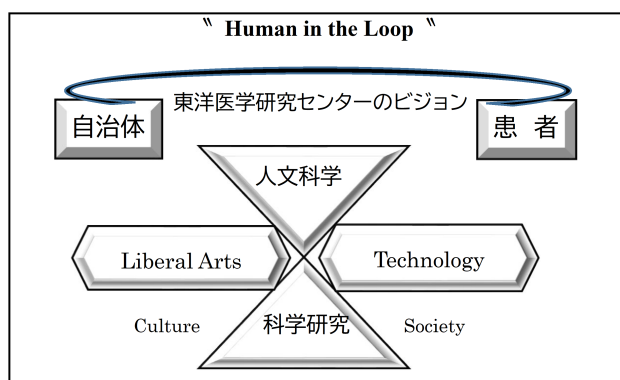 〝 Human in the Loop 〝
東洋医学研究センターのビジョン
自治体
患 者
人文科学
Liberal Arts
Technology
Culture
科学研究
Society